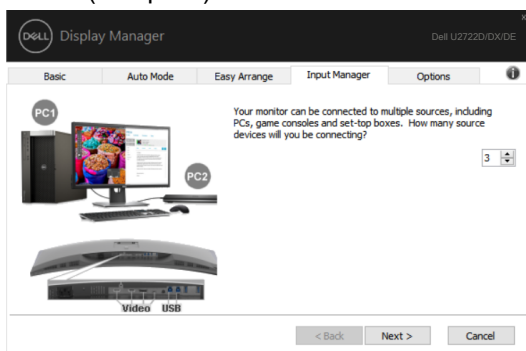 DELL Display Manager
Dell U2722D/DX/DE
Basic Auto Mode Easy Arrange Input Manager Options
PC1
PC2
Video USB
Your monitor can be connected to multiple sources, including
PCs, game consoles and set-top boxes. How many source
devices will you be connecting?
3
< Back Next > Cancel